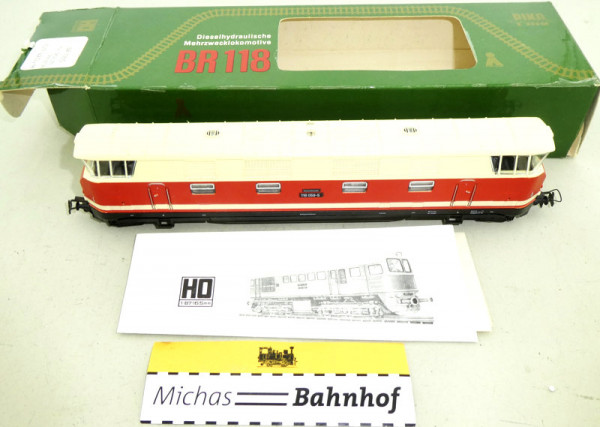 Dieselhydraulische
Mehrzwecklokomotive
BR 118
PIKO
HO
Michas Bahnhof